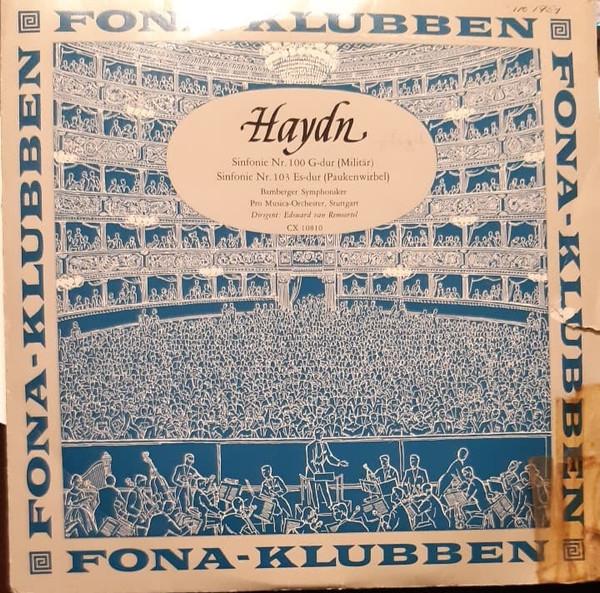 FONA-KLUBBEN
Haydn
Sinfonie Nr. 100 G-dur (Militär)
Sinfonie Nr. 103 Es-dur (Paukenwirbel)
Bamberger Symphoniker
Pro Musica-Orchester, Stuttgart
Dirigent: Edouard van Remoortel
CX 10810
FONA-KLUBBEN
FONA-KLUBBEN
FONA-KLUBBEN